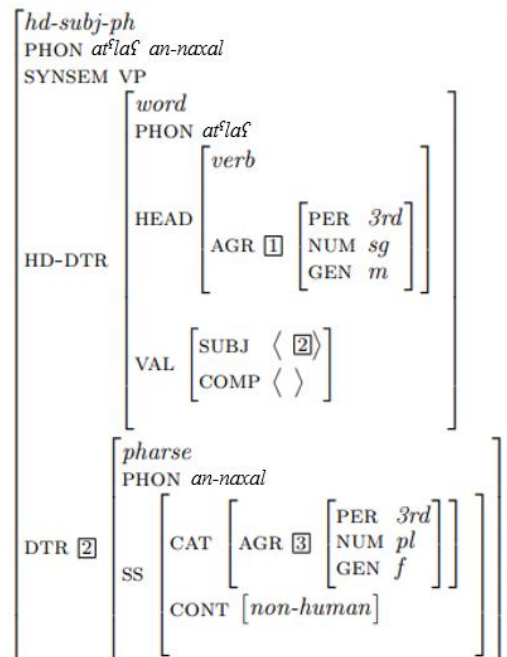 hd-subj-ph
PHON atˤlaʕ an-naxal
SYNSEM VP
word
PHON atˤlaʕ
verb
HEAD
PER 3rd
AGR 1 NUM sg
GEN m
HD-DTR
SUBJ ⟨ 2⟩
VAL
COMP ⟨ ⟩
pharse
PHON an-naxal
PER 3rd
CAT AGR 3 NUM pl
GEN f
DTR 2
SS
CONT [non-human]